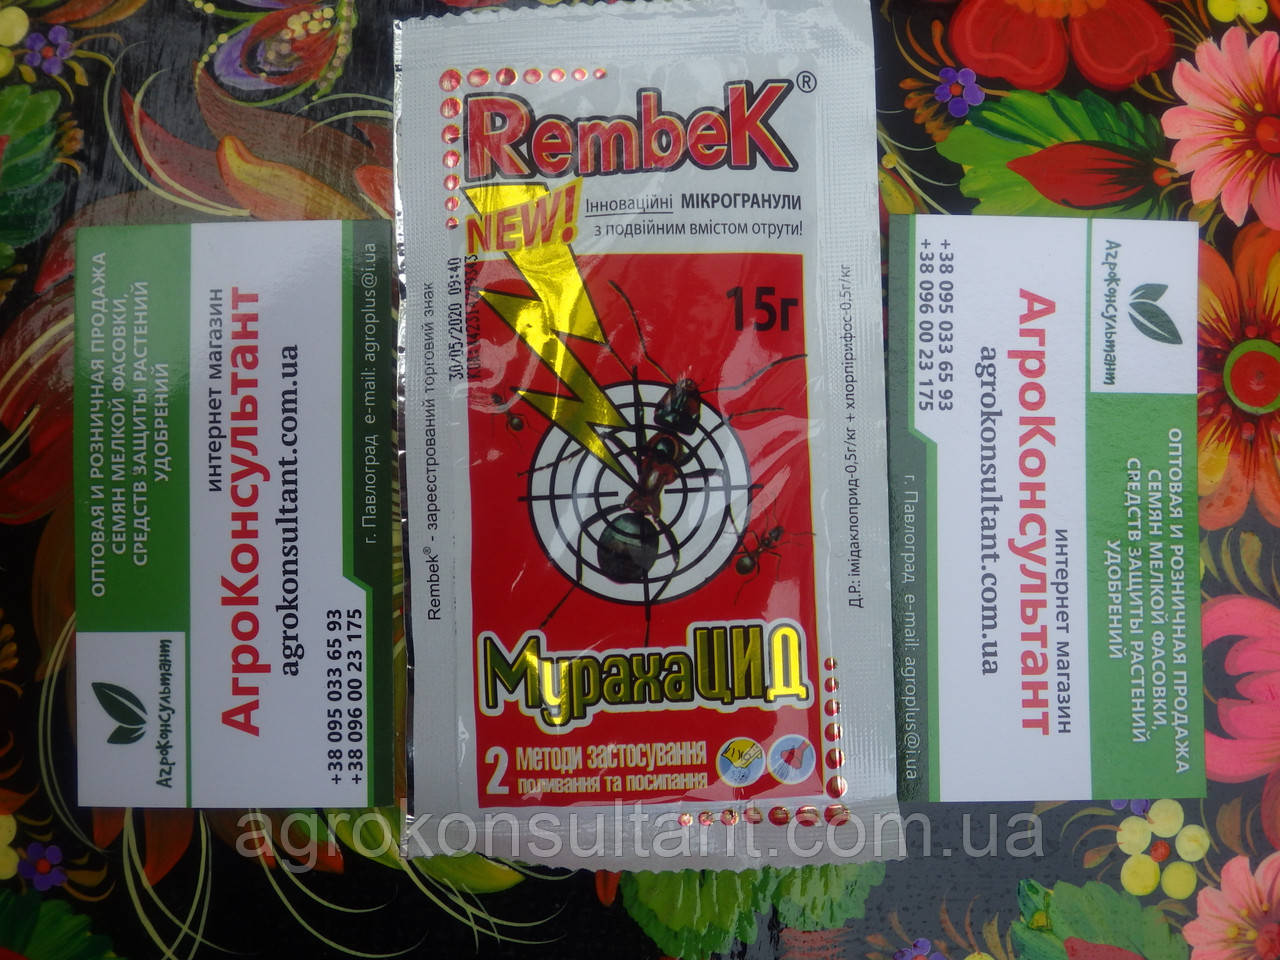 RembeK®
NEW!
Інноваційні МІКРОГРАНУЛИ
з подвійним вмістом отрути!
15г
30/05/2020 09:40
Rembek® - зареєстрований торговий знак
Д.Р.: імідаклоприд-0,5г/кг + хлорпірифос-0,5г/кг
МурахаЦИД
2 методи застосування
поливання та посипання
ОПТОВАЯ И РОЗНИЧНАЯ ПРОДАЖА
СЕМЯН МЕЛКОЙ ФАСОВКИ,
СРЕДСТВ ЗАЩИТЫ РАСТЕНИЙ
УДОБРЕНИЙ
АгроКонсультант
интернет магазин
АгроКонсультант
agrokonsultant.com.ua
+38 095 033 65 93
+38 096 00 23 175
г. Павлоград e-mail: agroplus@i.ua
АгроКонсультант
ОПТОВАЯ И РОЗНИЧНАЯ ПРОДАЖА
СЕМЯН МЕЛКОЙ ФАСОВКИ,
СРЕДСТВ ЗАЩИТЫ РАСТЕНИЙ
УДОБРЕНИЙ
интернет магазин
АгроКонсультант
agrokonsultant.com.ua
+38 095 033 65 93
+38 096 00 23 175
г. Павлоград e-mail: agroplus@i.ua
agrokonsultant.com.ua